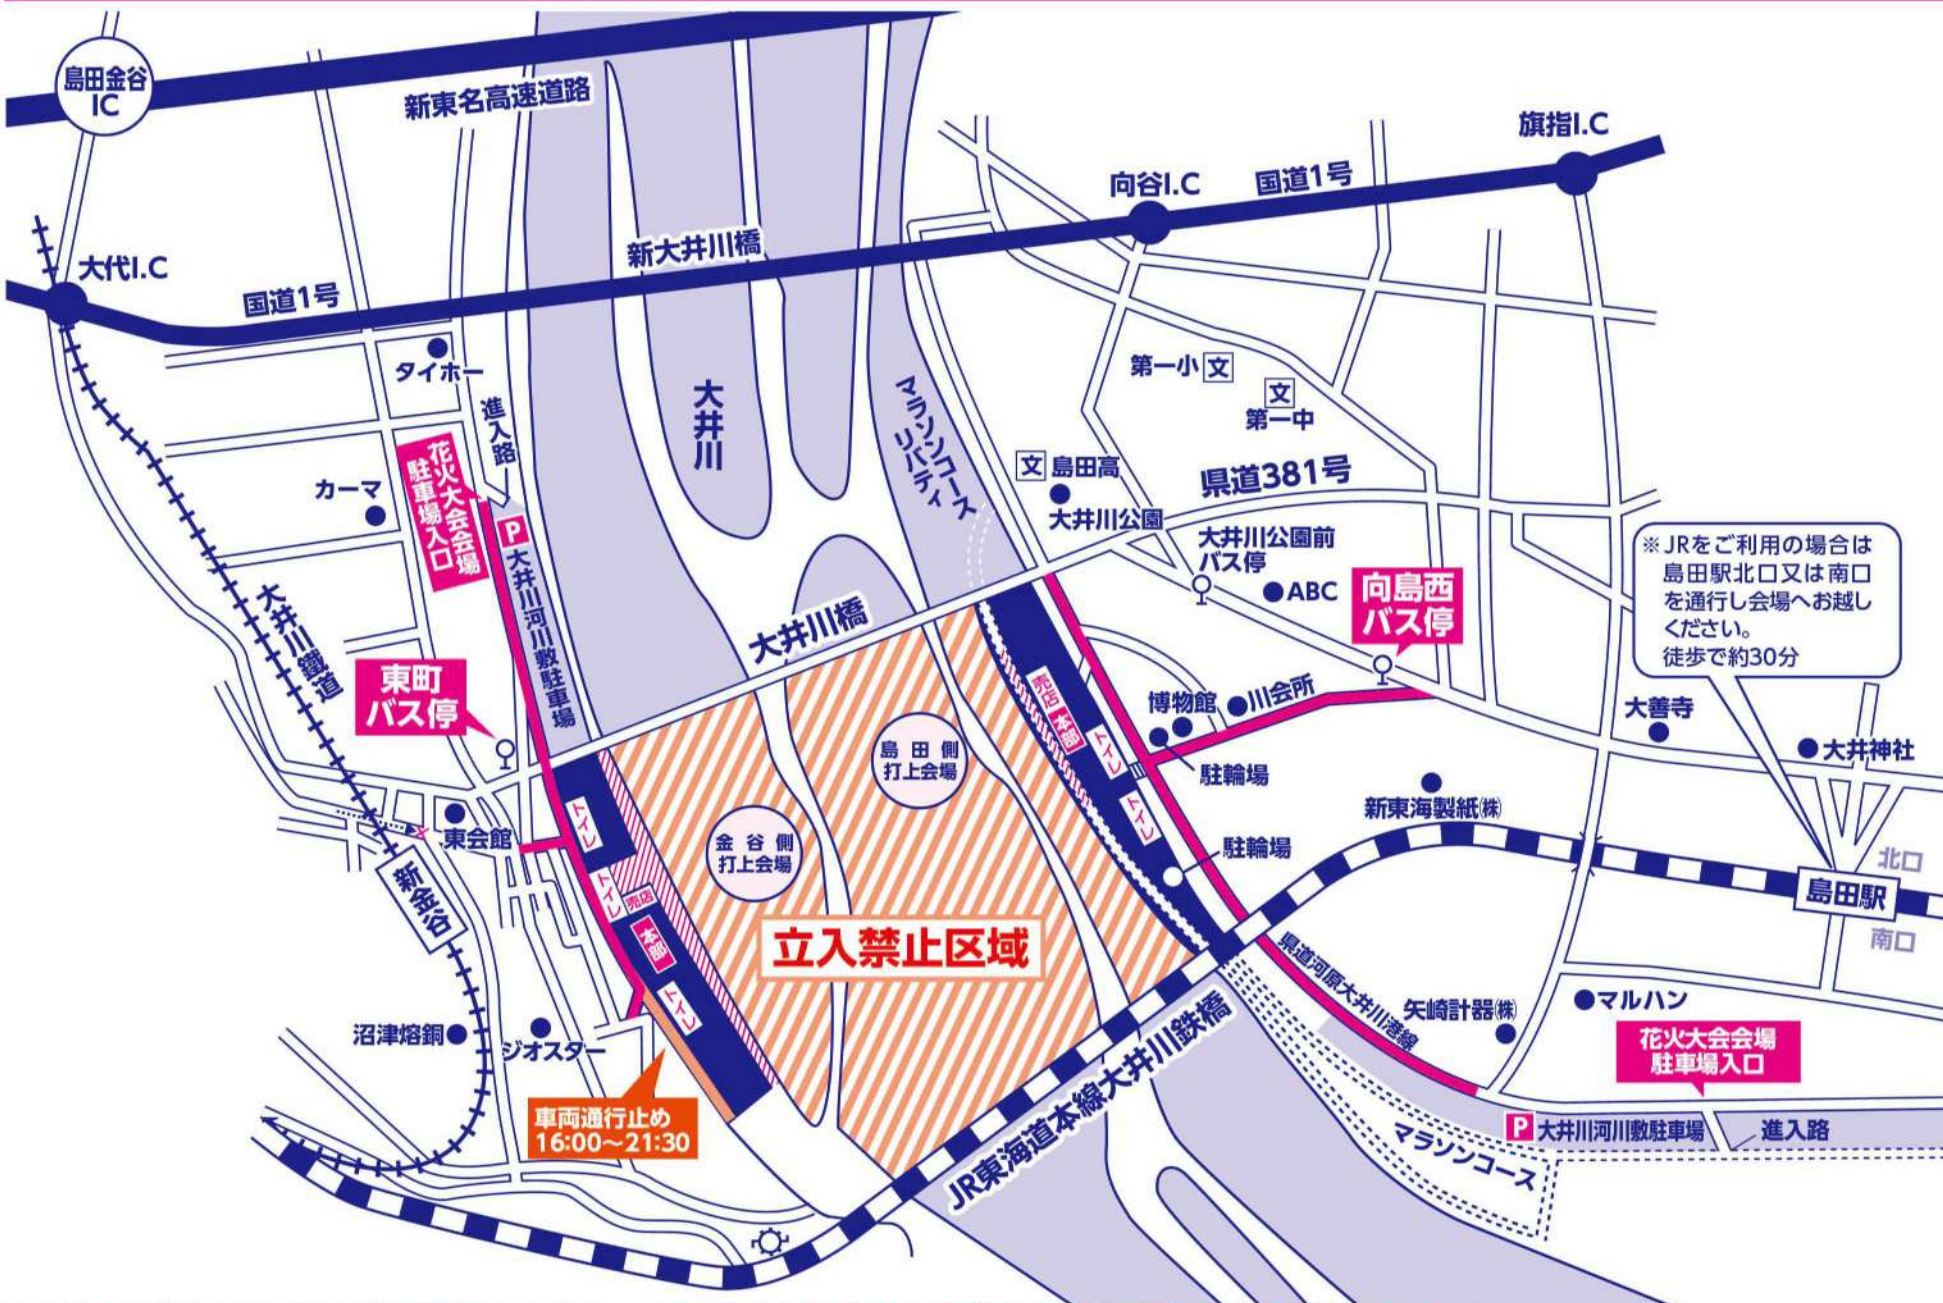 島田金谷
IC
新東名高速道路
旗指I.C
向谷I.C
国道1号
新大井川橋
大代I.C
国道1号
タイホー
進入路
大井川
リバティ
マラソンコース
第一小
文
文
第一中
文
島田高
大井川公園
県道381号
大井川公園前
バス停
ABC
向島西
バス停
※JRをご利用の場合は
島田駅北口又は南口
を通行し会場へお越し
ください。
徒歩で約30分
カーマ
花火大会会場
駐車場入口
P
大井川河川敷駐車場
大井川鐵道
東町
バス停
大井川橋
売店
本部
トイレ
トイレ
博物館
川会所
駐輪場
駐輪場
大善寺
大井神社
新東海製紙㈱
北口
島田駅
南口
島田側
打上会場
金谷側
打上会場
立入禁止区域
東会館
トイレ
トイレ
売店
本部
トイレ
新金谷
沼津熔銅
ジオスター
車両通行止め
16:00～21:30
JR東海道本線大井川鉄橋
県道河原大井川港線
矢崎計器㈱
マルハン
花火大会会場
駐車場入口
P
大井川河川敷駐車場
進入路
マラソンコース